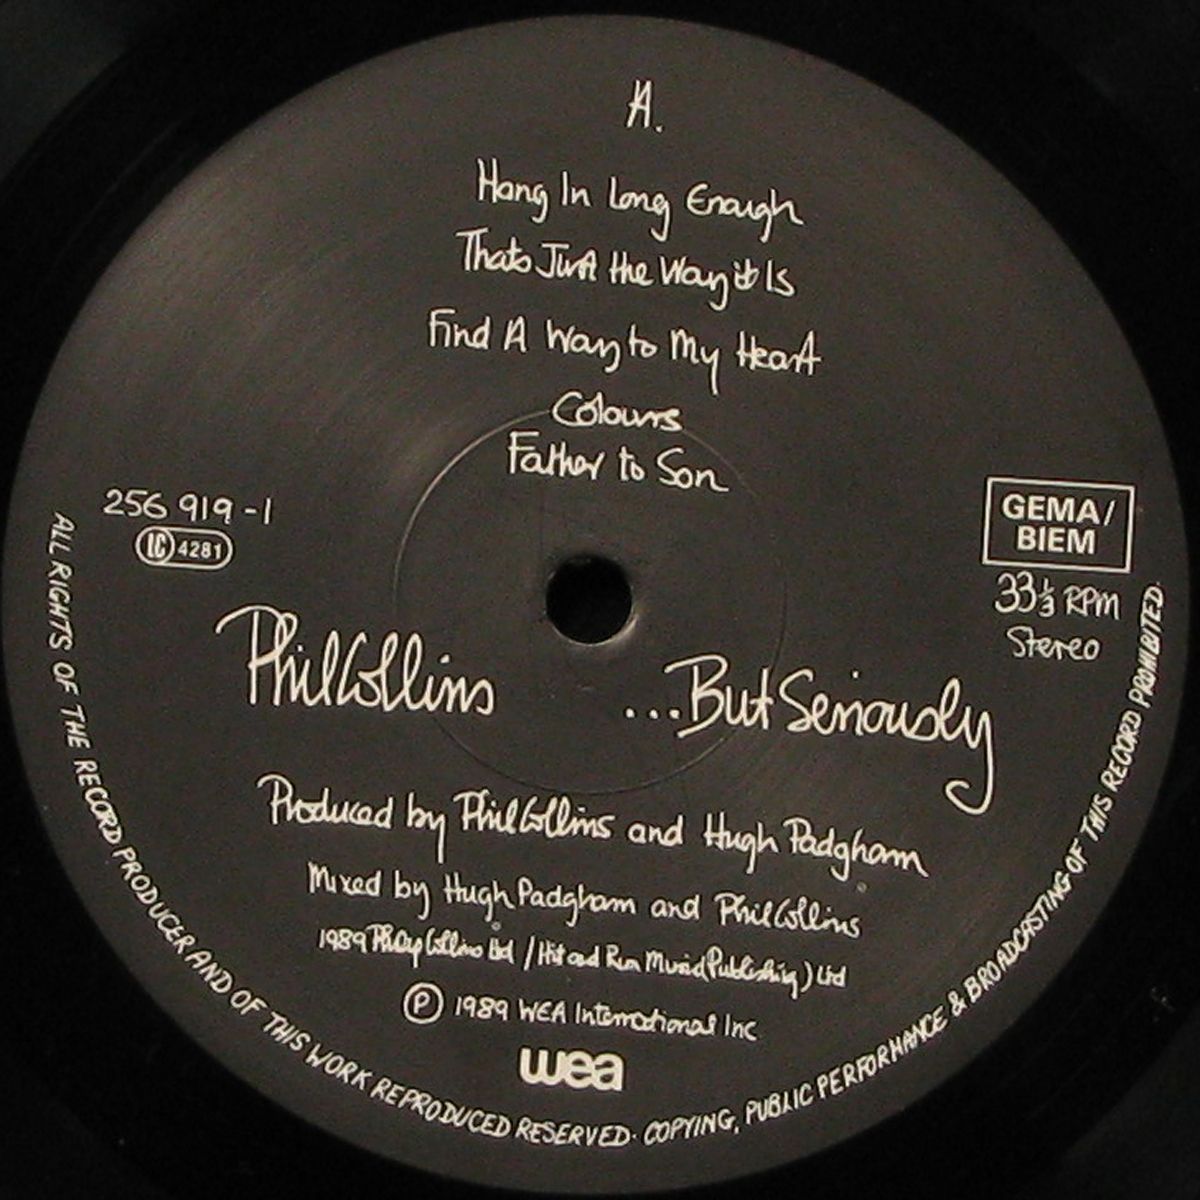 A.
Hang In Long Enough
Thats Just the Way it Is
Find A Way to My Heart
Colours
Father to Son
256 919-1
LC 4281
GEMA/
BIEM
33⅓ RPM
Stereo
Phil Collins
...But Seriously
Produced by Phil Collins and Hugh Padgham
Mixed by Hugh Padgham and Phil Collins
1989 Philip Collins Ltd / Hit and Run Music (Publishing) Ltd
Ⓟ 1989 WEA International Inc
wea
ALL RIGHTS OF THE RECORD PRODUCER AND OF THIS WORK REPRODUCED RESERVED. COPYING, PUBLIC PERFORMANCE & BROADCASTING OF THIS RECORD PROHIBITED.